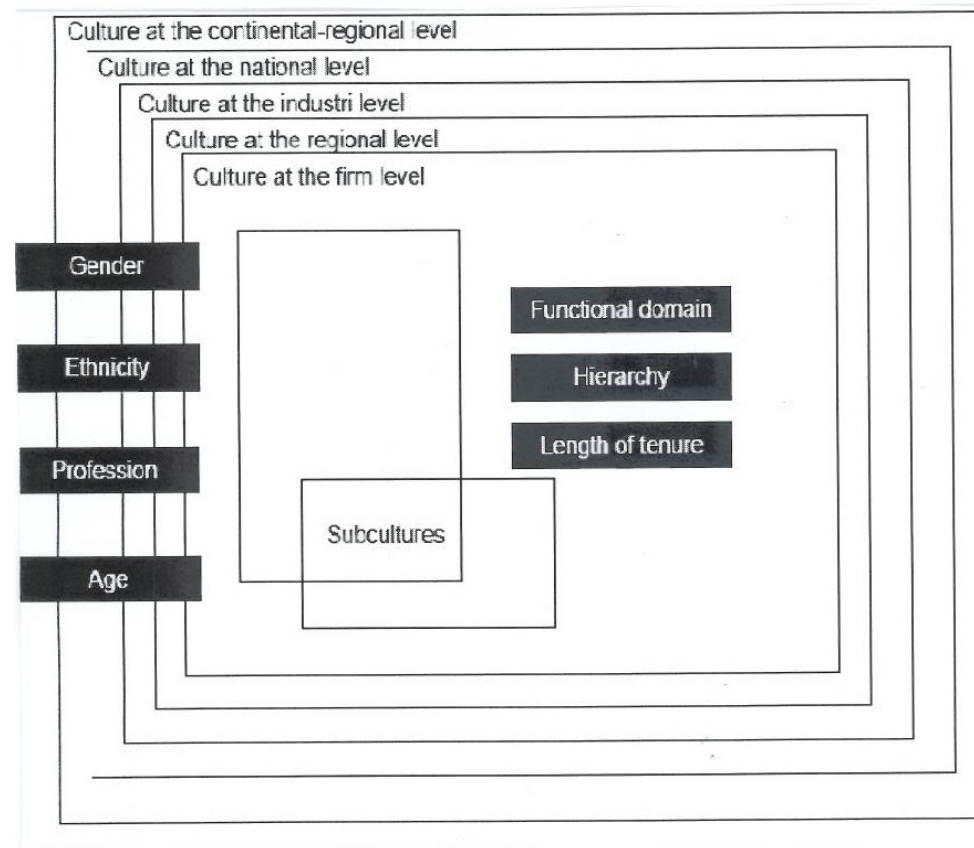 Culture at the continental-regional level
Culture at the national level
Culture at the industri level
Culture at the regional level
Culture at the firm level
Gender
Functional domain
Ethnicity
Hierarchy
Length of tenure
Profession
Subcultures
Age